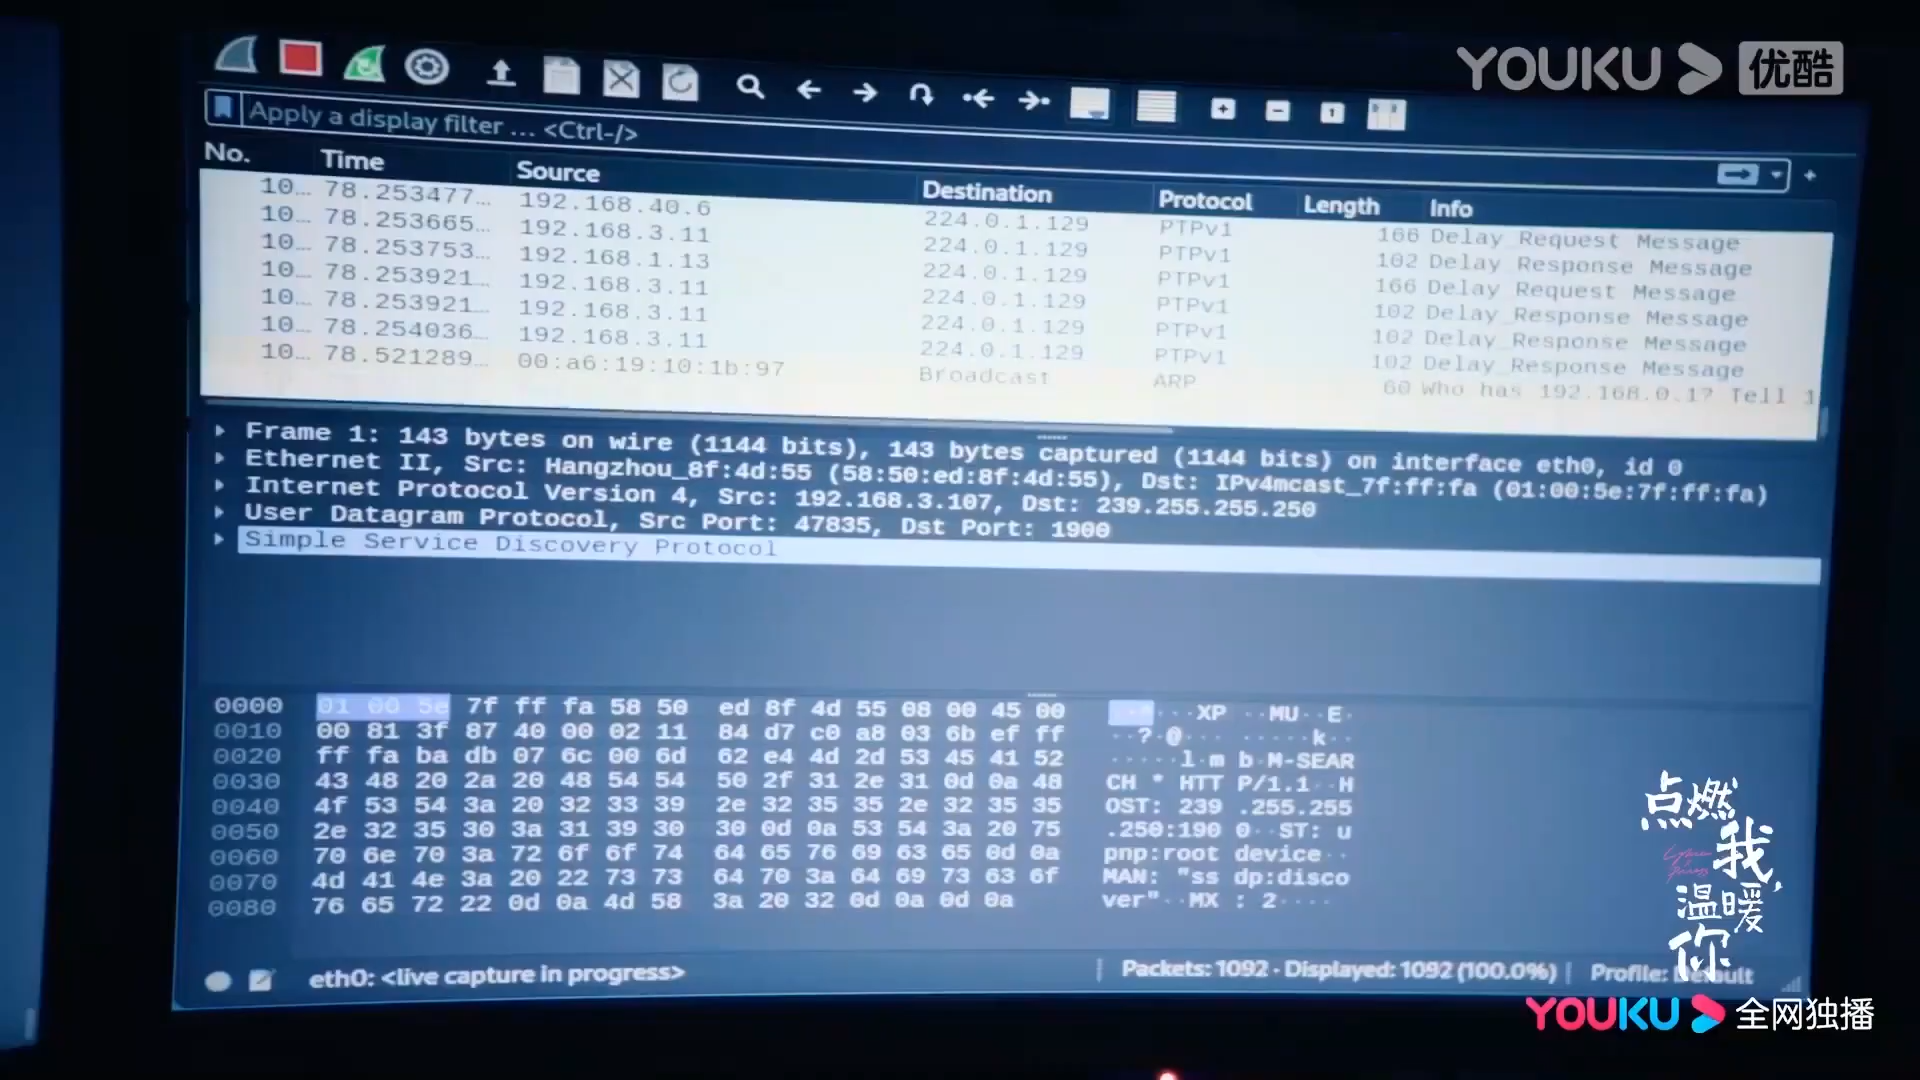 YOUKU 优酷
Apply a display filter ... <Ctrl-/>
No. Time Source Destination Protocol Length Info
10... 78.253477... 192.168.40.6 224.0.1.129 PTPv1 166 Delay_Request Message
10... 78.253665... 192.168.3.11 224.0.1.129 PTPv1 102 Delay_Response Message
10... 78.253753... 192.168.1.13 224.0.1.129 PTPv1 166 Delay_Request Message
10... 78.253921... 192.168.3.11 224.0.1.129 PTPv1 102 Delay_Response Message
10... 78.253921... 192.168.3.11 224.0.1.129 PTPv1 102 Delay_Response Message
10... 78.254036... 192.168.3.11 224.0.1.129 PTPv1 102 Delay_Response Message
10... 78.521289... 00:a6:19:10:1b:97 Broadcast ARP 60 Who has 192.168.0.1? Tell 1
Frame 1: 143 bytes on wire (1144 bits), 143 bytes captured (1144 bits) on interface eth0, id 0
Ethernet II, Src: Hangzhou_8f:4d:55 (58:50:ed:8f:4d:55), Dst: IPv4mcast_7f:ff:fa (01:00:5e:7f:ff:fa)
Internet Protocol Version 4, Src: 192.168.3.107, Dst: 239.255.255.250
User Datagram Protocol, Src Port: 47835, Dst Port: 1900
Simple Service Discovery Protocol
0000 01 00 5e 7f ff fa 58 50 ed 8f 4d 55 08 00 45 00 ··^···XP ··MU··E·
0010 00 81 3f 87 40 00 02 11 84 d7 c0 a8 03 6b ef ff ··?·@··· ·····k··
0020 ff fa ba db 07 6c 00 6d 62 e4 4d 2d 53 45 41 52 ·····l·m b·M-SEAR
0030 43 48 20 2a 20 48 54 54 50 2f 31 2e 31 0d 0a 48 CH * HTT P/1.1··H
0040 4f 53 54 3a 20 32 33 39 2e 32 35 35 2e 32 35 35 OST: 239 .255.255
0050 2e 32 35 30 3a 31 39 30 30 0d 0a 53 54 3a 20 75 .250:190 0··ST: u
0060 70 6e 70 3a 72 6f 6f 74 64 65 76 69 63 65 0d 0a pnp:root device··
0070 4d 41 4e 3a 20 22 73 73 64 70 3a 64 69 73 63 6f MAN: "ss dp:disco
0080 76 65 72 22 0d 0a 4d 58 3a 20 32 0d 0a 0d 0a ver"··MX : 2····
eth0: <live capture in progress> Packets: 1092 · Displayed: 1092 (100.0%) Profile: Default
点燃
我,
温暖
你
YOUKU 全网独播